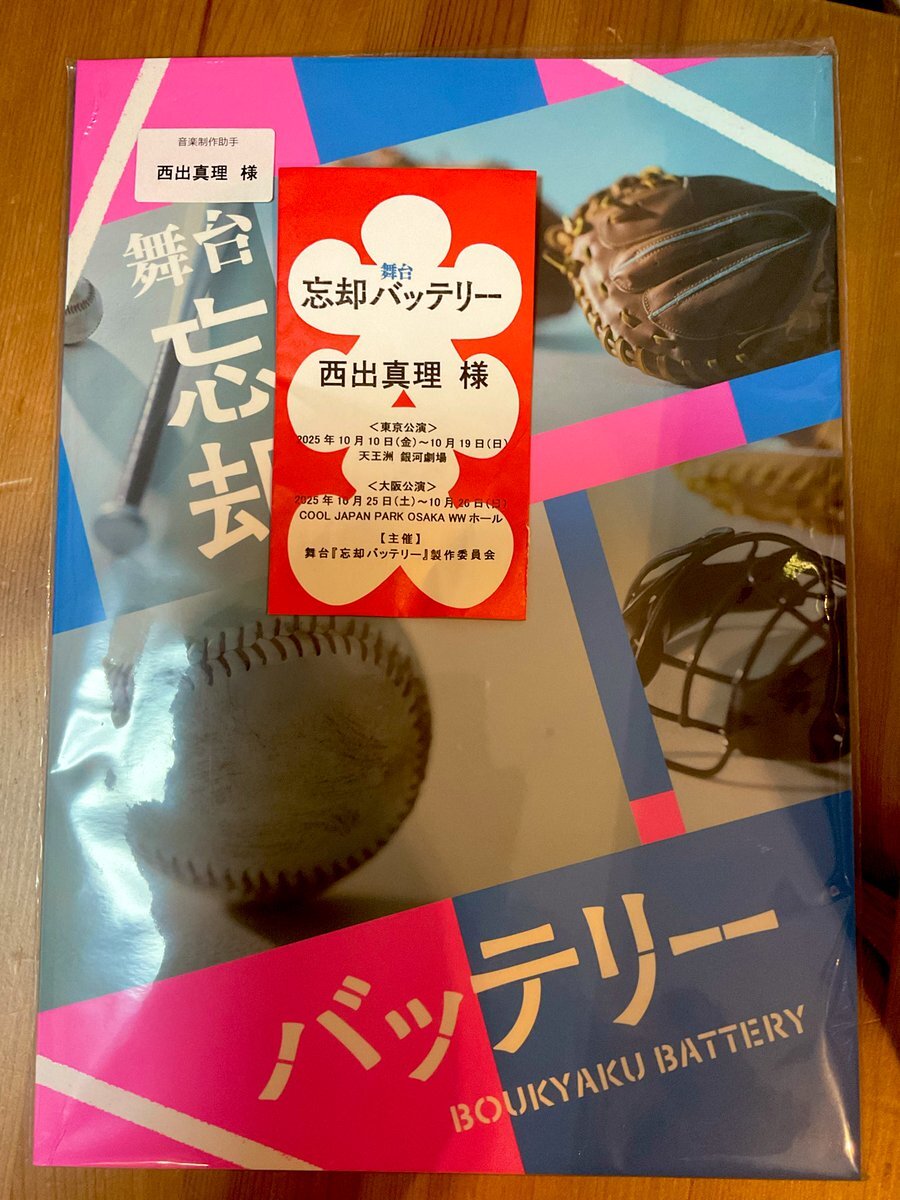 音楽制作助手
西出真理 様
舞台
忘却
バッテリー
BOUKYAKU BATTERY
舞台
忘却バッテリー
西出真理 様
<東京公演>
2025年10月10日(金)~10月19日(日)
天王洲 銀河劇場
<大阪公演>
2025年10月25日(土)~10月26日(日)
COOL JAPAN PARK OSAKA WWホール
【主催】
舞台『忘却バッテリー』製作委員会